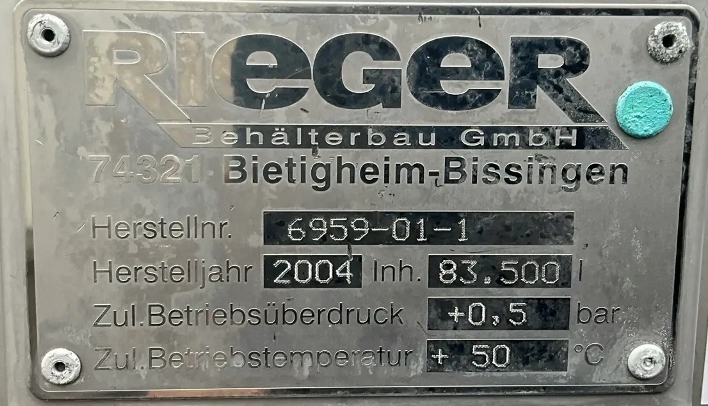 RIEGER
Behälterbau GmbH
74321 Bietigheim-Bissingen
Herstellnr. 6959-01-1
Herstelljahr 2004 Inh. 83.500 l
Zul.Betriebsüberdruck +0,5 bar
Zul.Betriebstemperatur + 50 °C